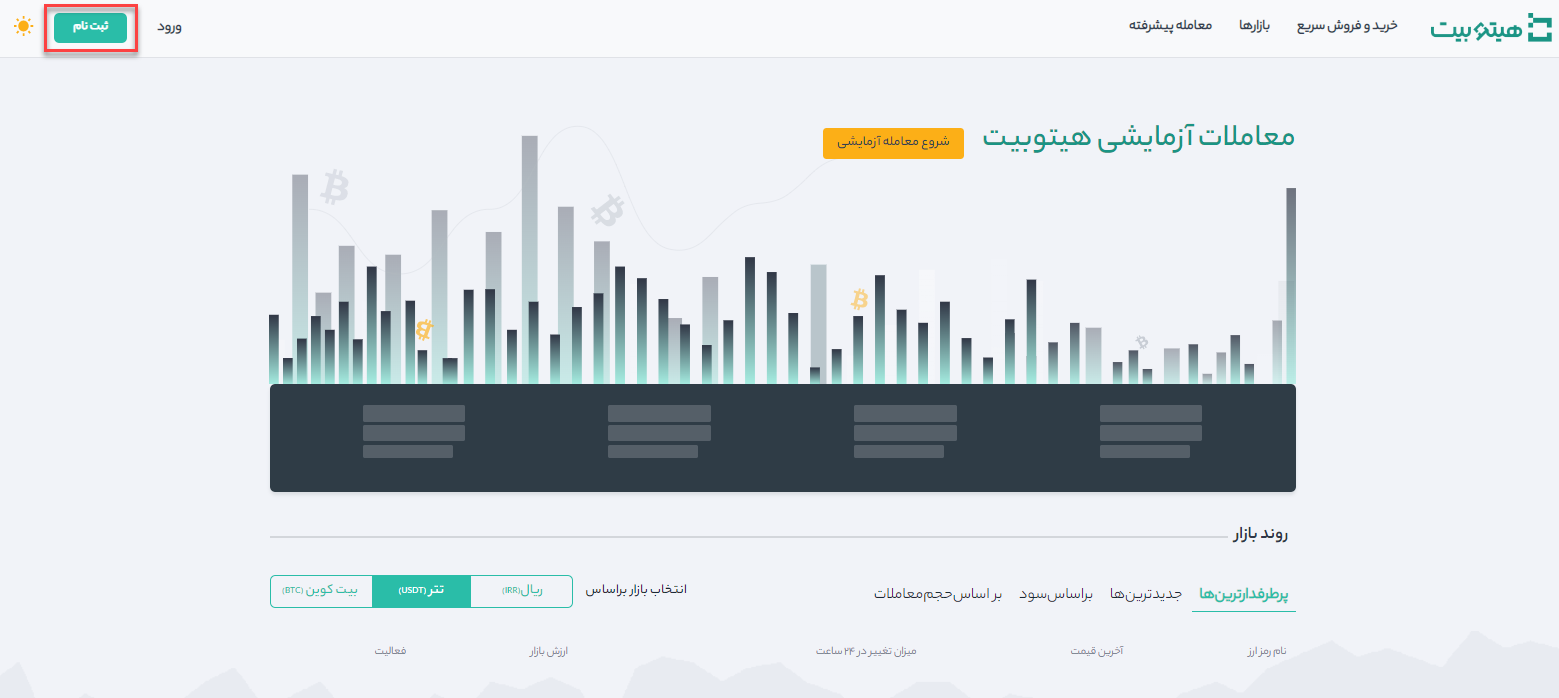 هیتوبیت
خرید و فروش سریع
بازارها
معامله پیشرفته
ورود
ثبت نام
معاملات آزمایشی هیتوبیت
شروع معامله آزمایشی
روند بازار
پرطرفدارترین‌ها
جدیدترین‌ها
براساس‌سود
بر اساس‌حجم‌معاملات
انتخاب بازار براساس
ریال(IRR)
تتر (USDT)
بیت کوین (BTC)
نام رمز ارز
آخرین قیمت
میزان تغییر در ۲۴ ساعت
ارزش بازار
فعالیت